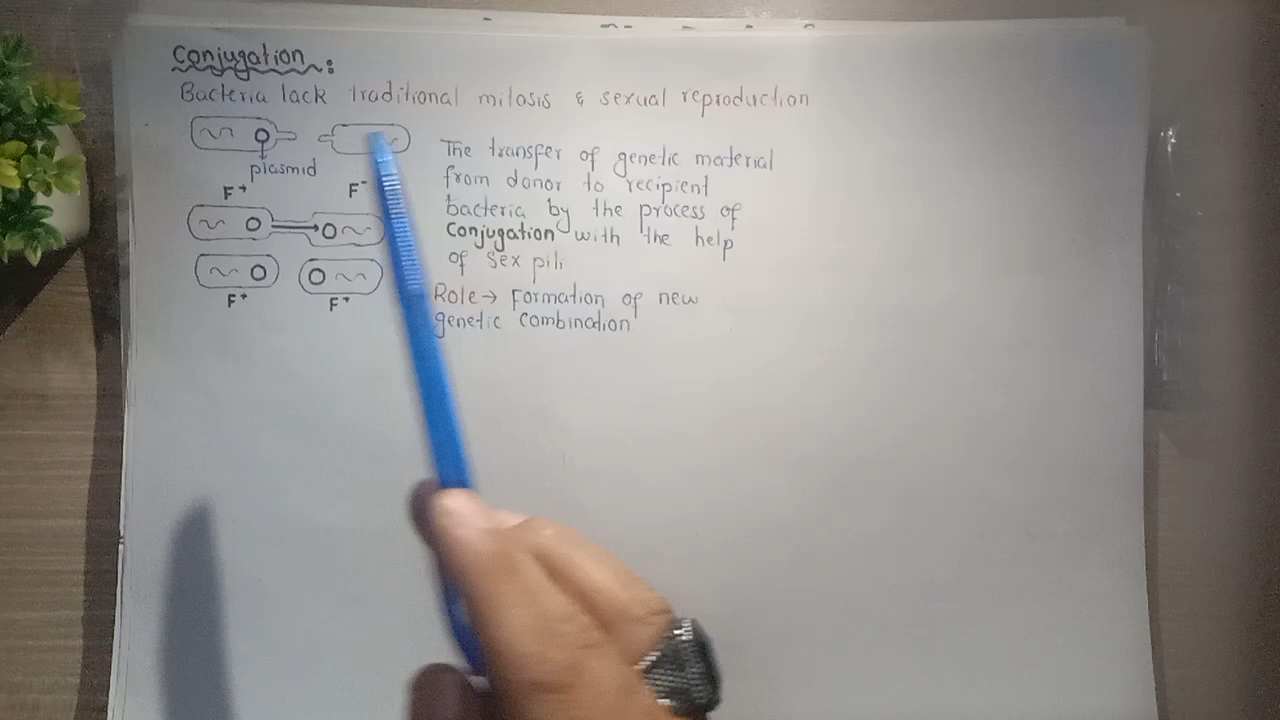 Conjugation :
Bacteria lack traditional mitosis & sexual reproduction
plasmid
F+ F-
F+ F+
The transfer of genetic material
from donor to recipient
bacteria by the process of
Conjugation with the help
of sex pili
Role → Formation of new
genetic combination